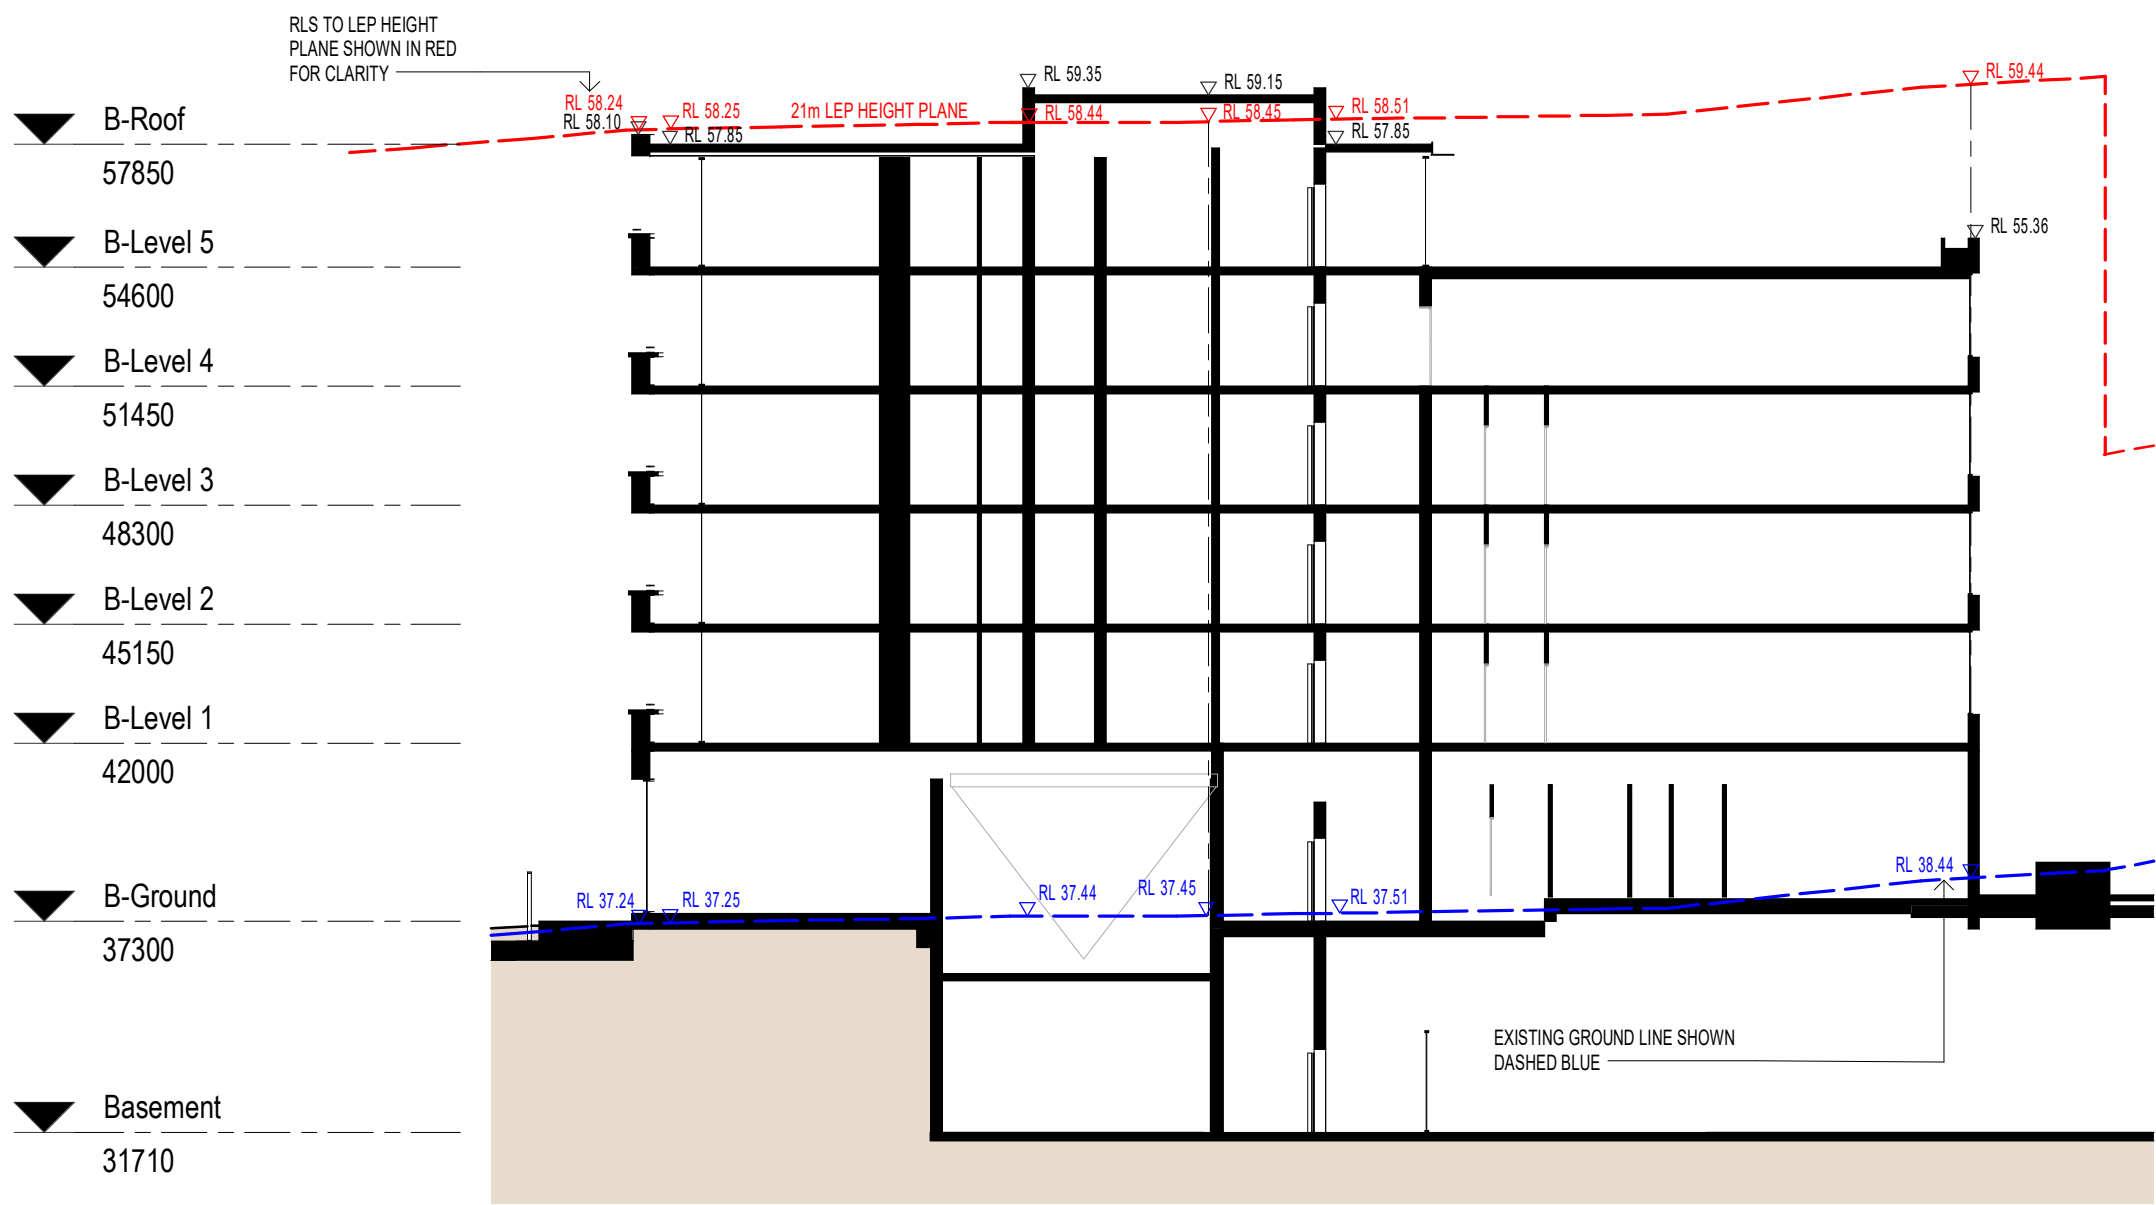 RLS TO LEP HEIGHT
PLANE SHOWN IN RED
FOR CLARITY
RL 59.35
RL 59.15
RL 59.44
RL 58.24
RL 58.25
21m LEP HEIGHT PLANE
RL 58.44
RL 58.45
RL 58.51
RL 58.10
RL 57.85
RL 57.85
B-Roof
57850
RL 55.36
B-Level 5
54600
B-Level 4
51450
B-Level 3
48300
B-Level 2
45150
B-Level 1
42000
RL 38.44
B-Ground
37300
RL 37.24
RL 37.25
RL 37.44
RL 37.45
RL 37.51
EXISTING GROUND LINE SHOWN
DASHED BLUE
Basement
31710